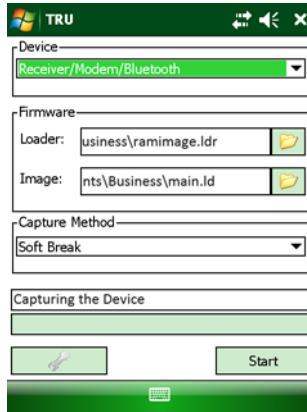 TRU
Device
Receiver/Modem/Bluetooth
Firmware
Loader: usiness\ramimage.ldr
Image: nts\Business\main.ld
Capture Method
Soft Break
Capturing the Device
Start